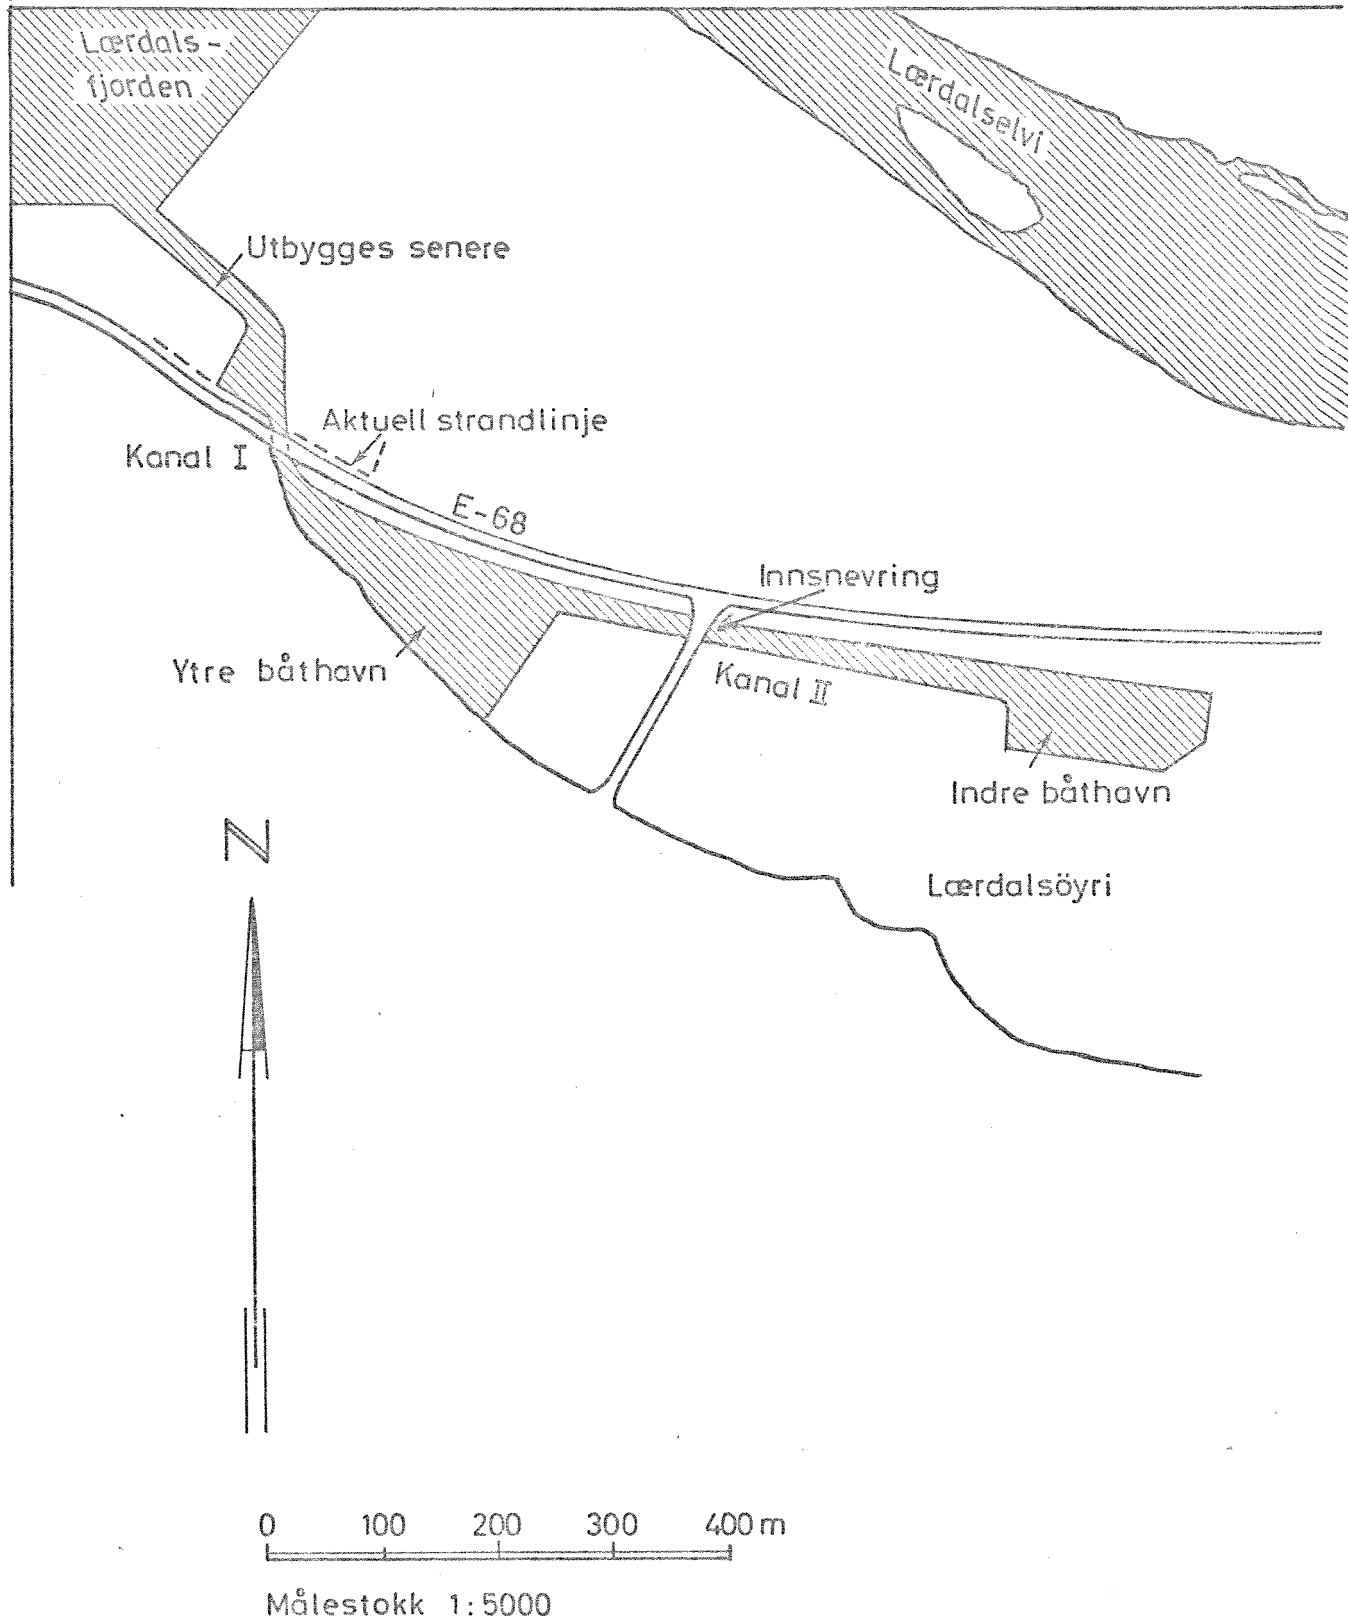 Lærdals-
fjorden
Lærdalselvi
Utbygges senere
Aktuell strandlinje
Kanal I
E-68
Innsnevring
Ytre båthavn
Kanal II
Indre båthavn
Lærdalsöyri
N
0 100 200 300 400 m
Målestokk 1:5000